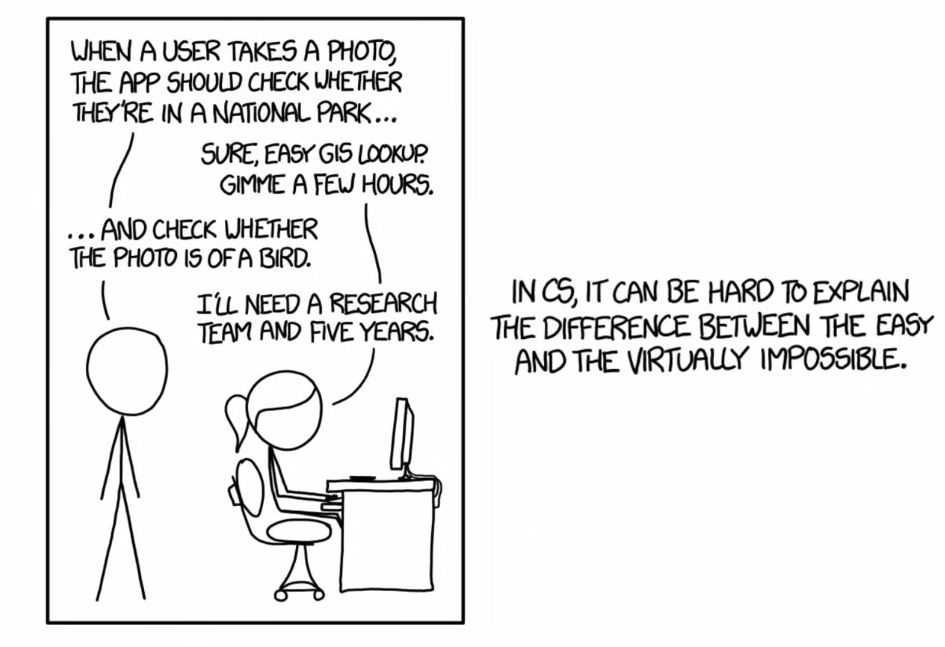 WHEN A USER TAKES A PHOTO,
THE APP SHOULD CHECK WHETHER
THEY'RE IN A NATIONAL PARK...
SURE, EASY GIS LOOKUP.
GIMME A FEW HOURS.
...AND CHECK WHETHER
THE PHOTO IS OF A BIRD.
I'LL NEED A RESEARCH
TEAM AND FIVE YEARS.
IN CS, IT CAN BE HARD TO EXPLAIN
THE DIFFERENCE BETWEEN THE EASY
AND THE VIRTUALLY IMPOSSIBLE.